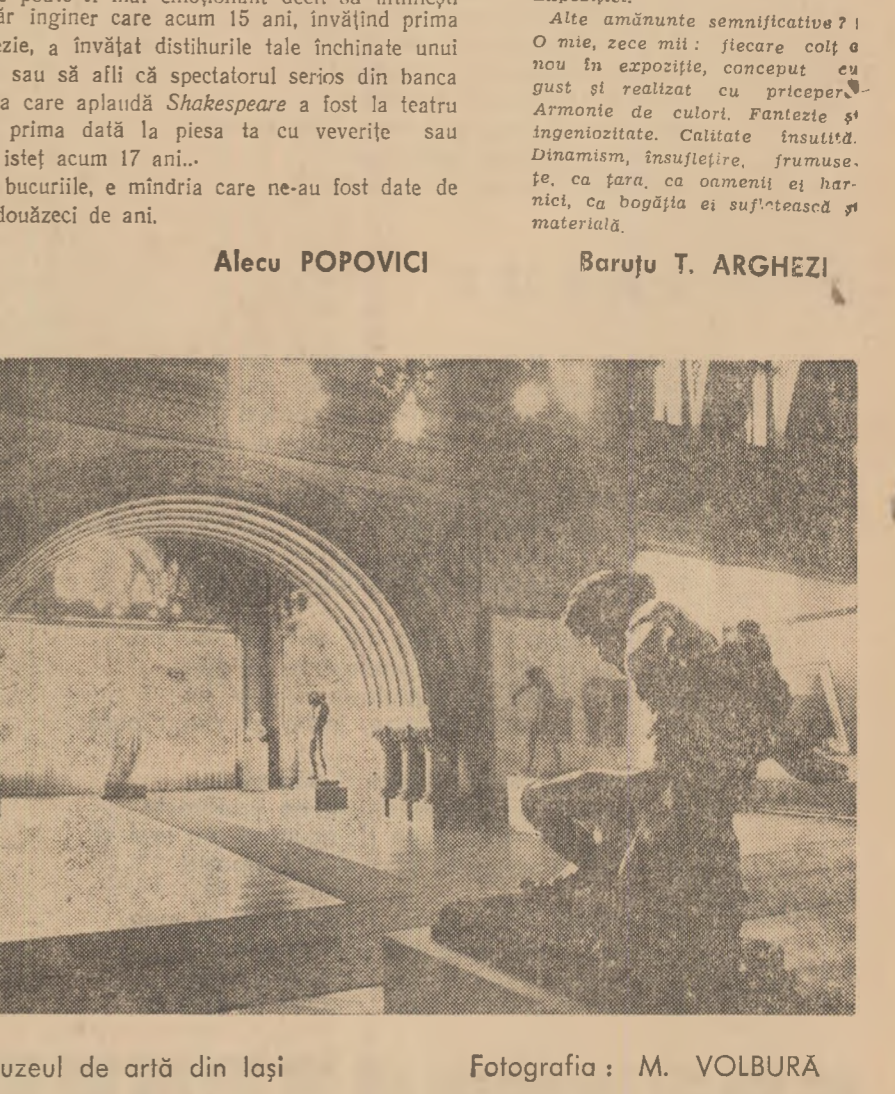 inginer care acum 15 ani, învățînd prima
a învățat distihurile tale închinate unui
sau să afli că spectatorul serios din banca
a care aplaudă Shakespeare a fost la teatru
prima dată la piesa ta cu veverițe sau
isteț acum 17 ani...
bucuriile, e mîndria care ne-au fost date de
douăzeci de ani.
Alecu POPOVICI
Alte amănunte semnificative ?
O mie, zece mii : fiecare colț a
nou în expoziție, conceput cu
gust și realizat cu priceper-
Armonie de culori. Fantezie și
ingeniozitate. Calitate însutită.
Dinamism, însuflețire, frumuse-
țe, ca țara, ca oamenii ei har-
nici, ca bogăția ei sufletească și
materială.
Baruțu T. ARGHEZI
uzeul de artă din Iași
Fotografia : M. VOLBURĂ